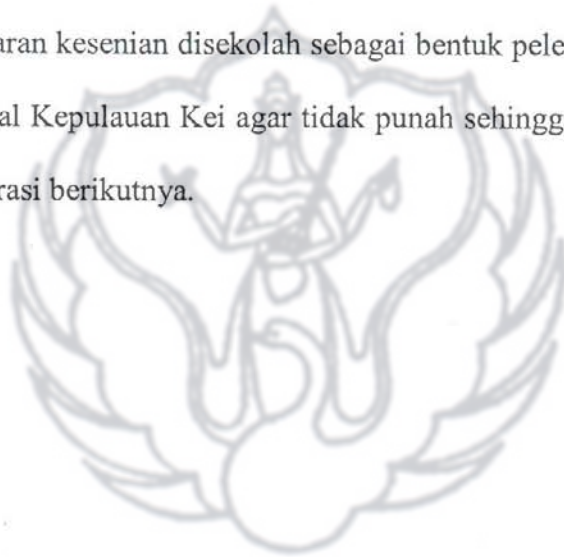 aran kesenian disekolah sebagai bentuk pele
al Kepulauan Kei agar tidak punah sehingg
rasi berikutnya.